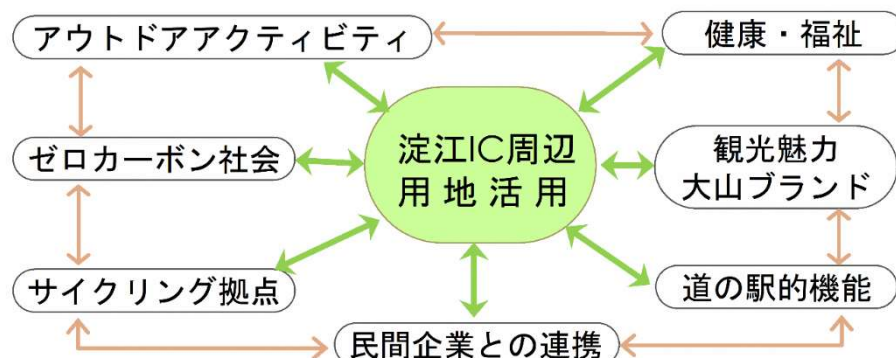 アウトドアアクティビティ
健康・福祉
ゼロカーボン社会
淀江IC周辺
用地活用
観光魅力
大山ブランド
サイクリング拠点
道の駅的機能
民間企業との連携